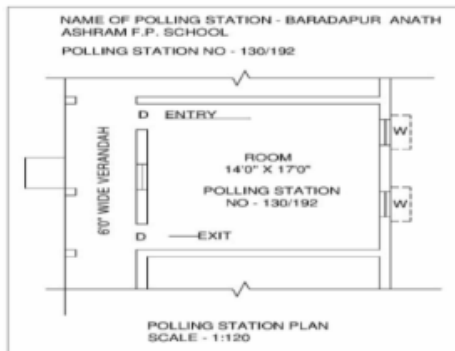 NAME OF POLLING STATION - BARADAPUR ANATH
ASHRAM F.P. SCHOOL
POLLING STATION NO - 130/192
D ENTRY
W
6'0" WIDE VERANDAH
ROOM
14'0" X 17'0"
POLLING STATION
NO - 130/192
W
D EXIT
POLLING STATION PLAN
SCALE - 1:120